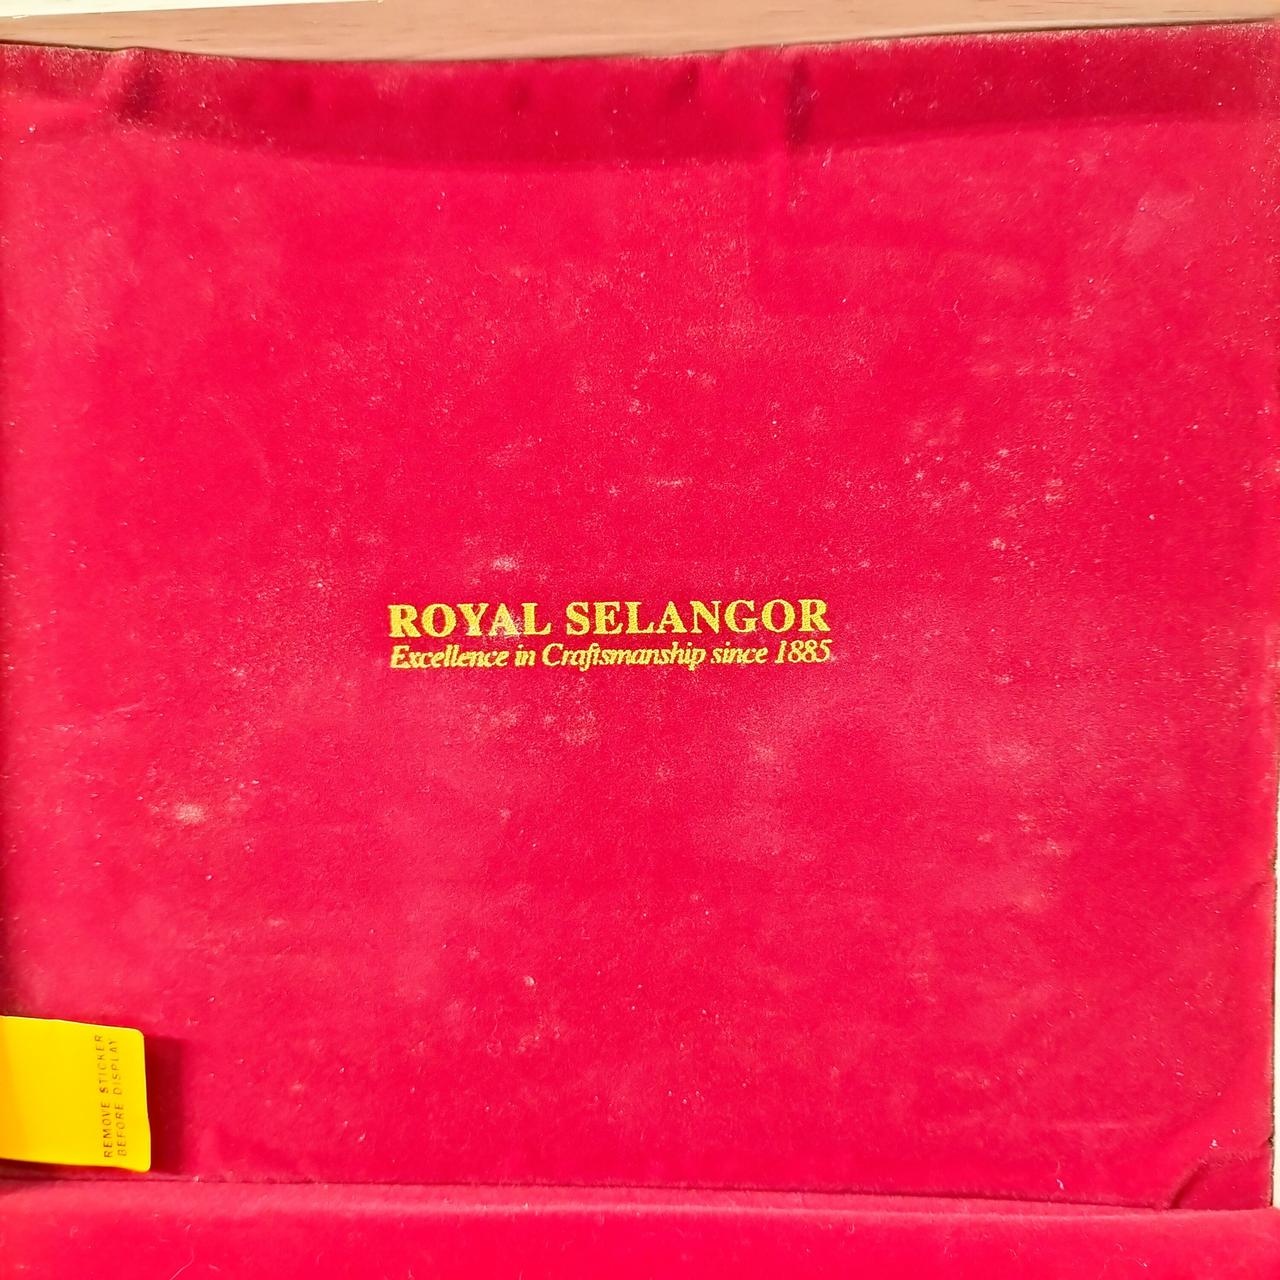 ROYAL SELANGOR
Excellence in Craftsmanship since 1885
REMOVE STICKER
BEFORE DISPLAY